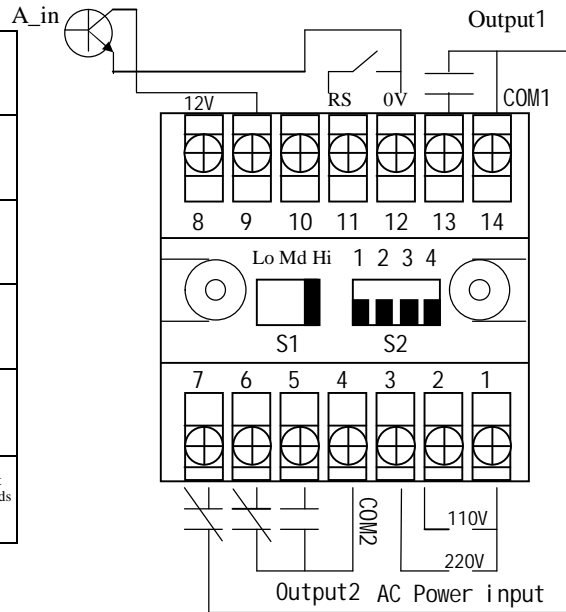 A_in Output1
12V RS 0V COM1
8 9 10 11 12 13 14
Lo Md Hi 1 2 3 4
S1 S2
7 6 5 4 3 2 1
ds
COM2
110V
220V
Output2 AC Power input